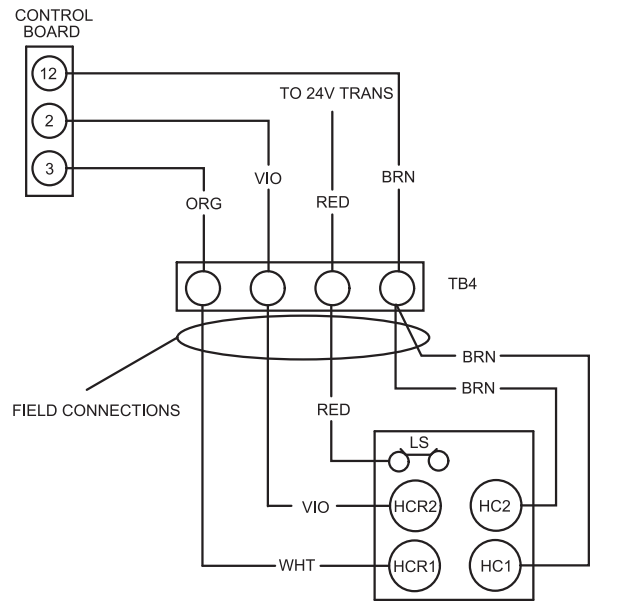 CONTROL
BOARD
12
2
3
TO 24V TRANS
ORG
VIO
RED
BRN
TB4
FIELD CONNECTIONS
BRN
BRN
RED
LS
VIO
HCR2
HC2
WHT
HCR1
HC1